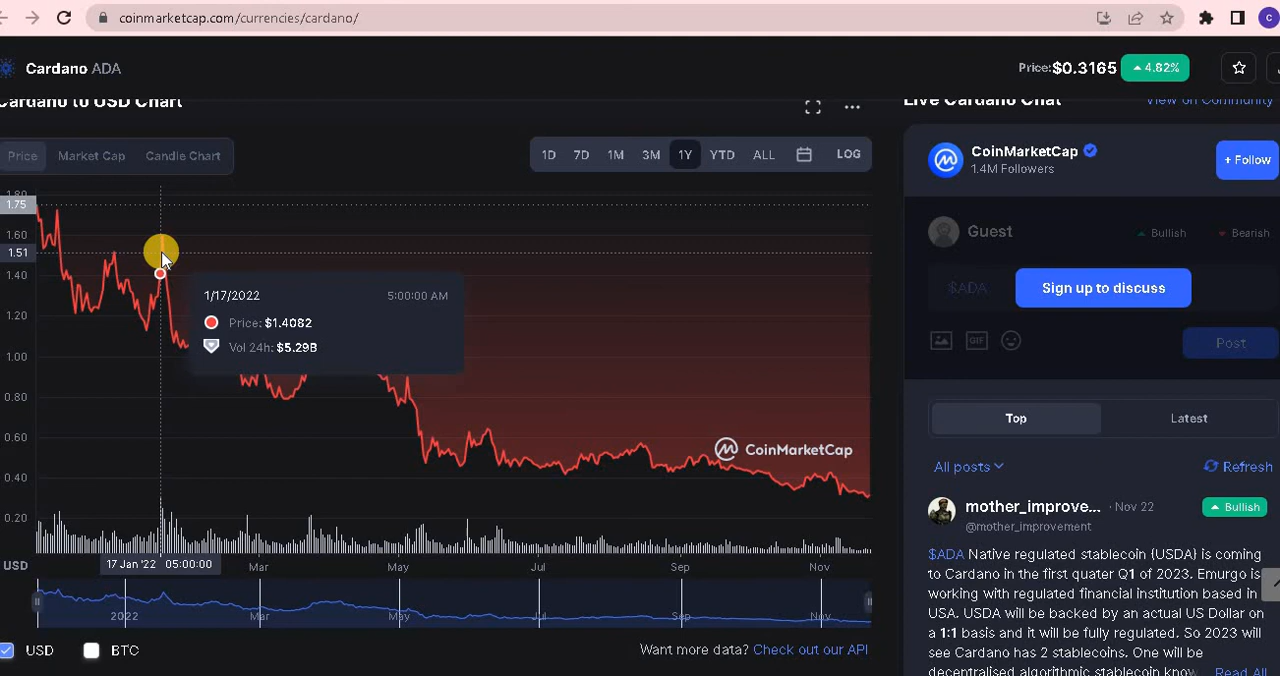 coinmarketcap.com/currencies/cardano/
C
Cardano ADA
Price:$0.3165 4.82%
Cardano to USD Chart
Live Cardano Chat
View on Community
Price Market Cap Candle Chart
1D 7D 1M 3M 1Y YTD ALL LOG
CoinMarketCap
1.4M Followers
+ Follow
1.80
1.75
1.60
1.51
1.40
1.20
1.00
0.80
0.60
0.40
0.20
1/17/2022 5:00:00 AM
Price: $1.4082
Vol 24h: $5.29B
CoinMarketCap
USD
17 Jan '22 05:00:00
Mar May Jul Sep Nov
2022 Mar May Jul Sep Nov
USD BTC
Want more data? Check out our API
Guest
Bullish Bearish
$ADA
Sign up to discuss
GIF
Post
Top Latest
All posts Refresh
mother_improve... · Nov 22
Bullish
@mother_improvement
$ADA Native regulated stablecoin {USDA} is coming
to Cardano in the first quater Q1 of 2023. Emurgo is
working with regulated financial institution based in
USA. USDA will be backed by an actual US Dollar on
a 1:1 basis and it will be fully regulated. So 2023 will
see Cardano has 2 stablecoins. One will be
decentralised algorithmic stablecoin know
Read All